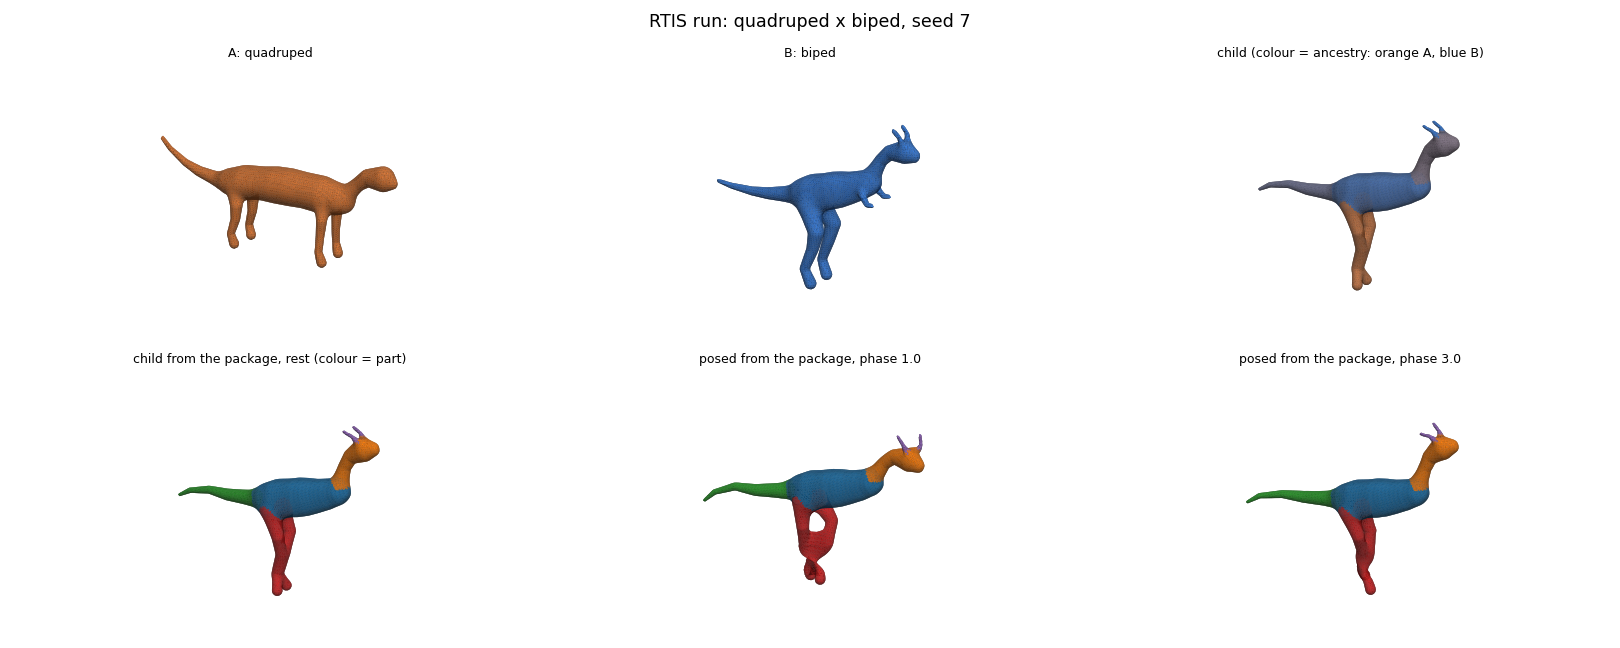 RTIS run: quadruped x biped, seed 7
A: quadruped
B: biped
child (colour = ancestry: orange A, blue B)
child from the package, rest (colour = part)
posed from the package, phase 1.0
posed from the package, phase 3.0